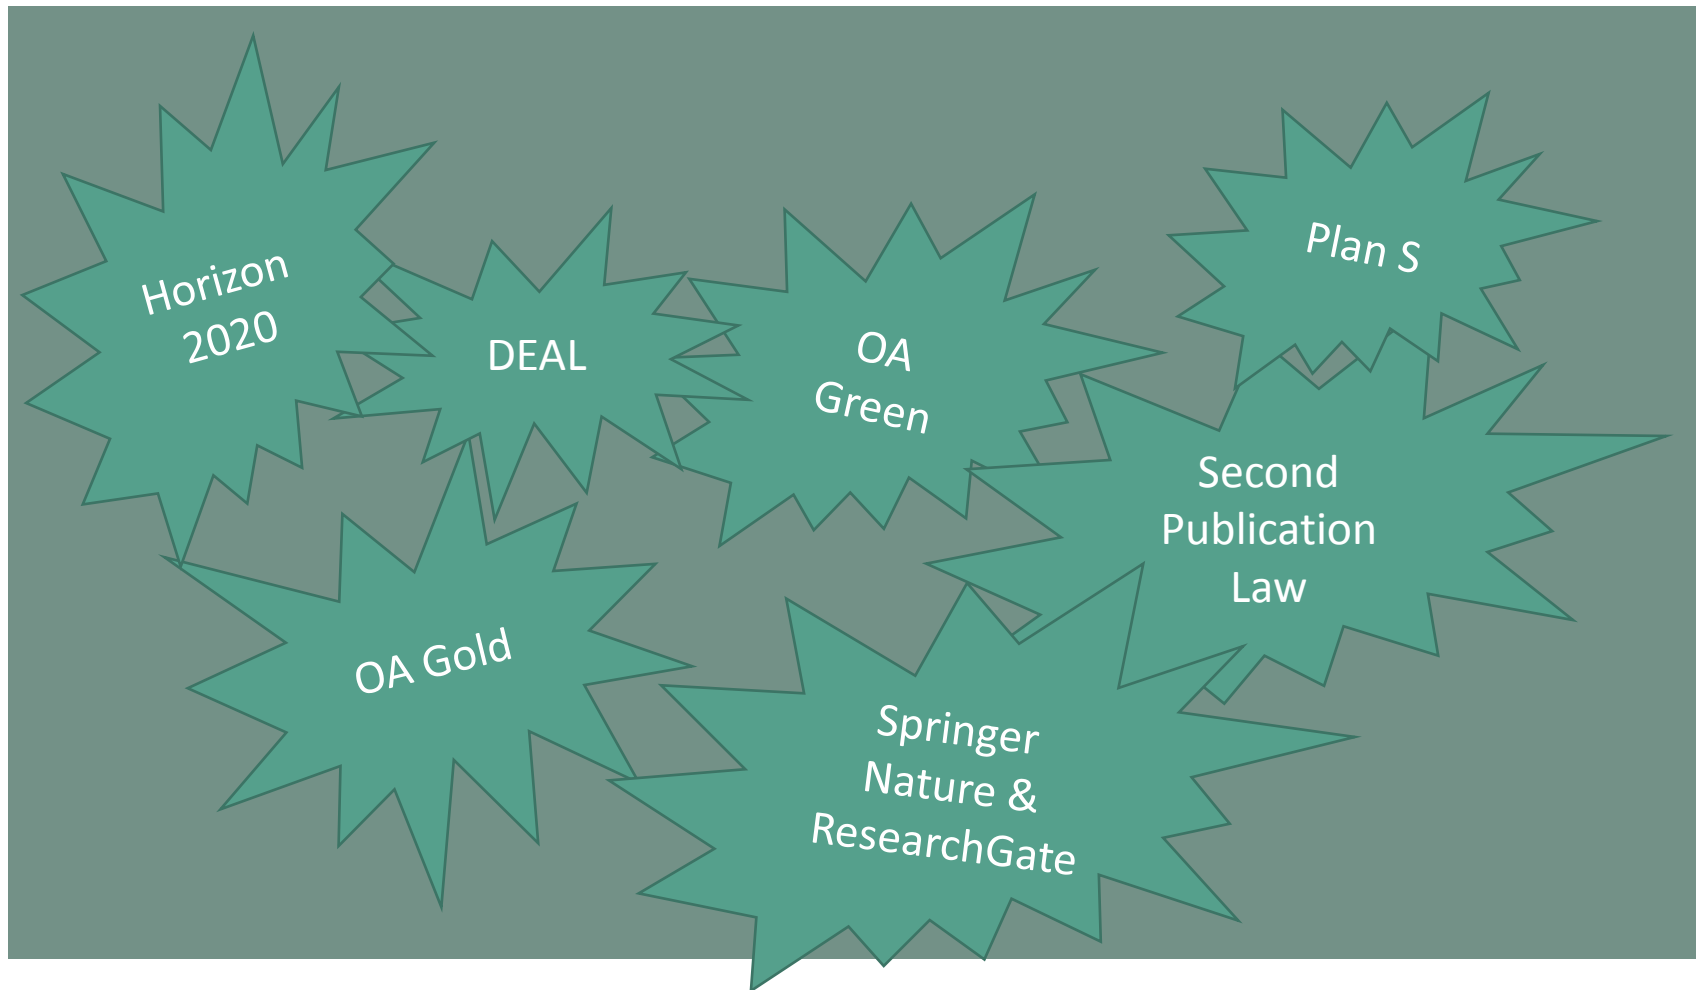 Horizon
2020
DEAL
OA
Green
Plan S
Second
Publication
Law
OA Gold
Springer
Nature &
ResearchGate